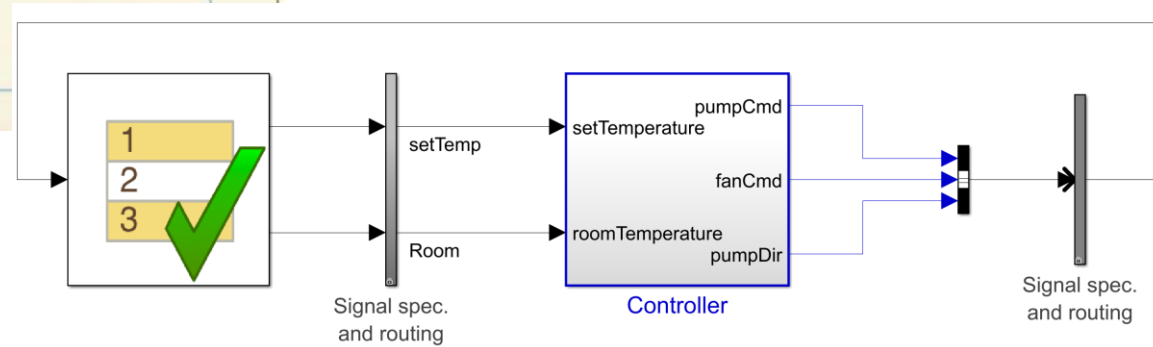 1
2
3
setTemp
Room
Signal spec.
and routing
setTemperature
roomTemperature
pumpCmd
fanCmd
pumpDir
Controller
Signal spec.
and routing